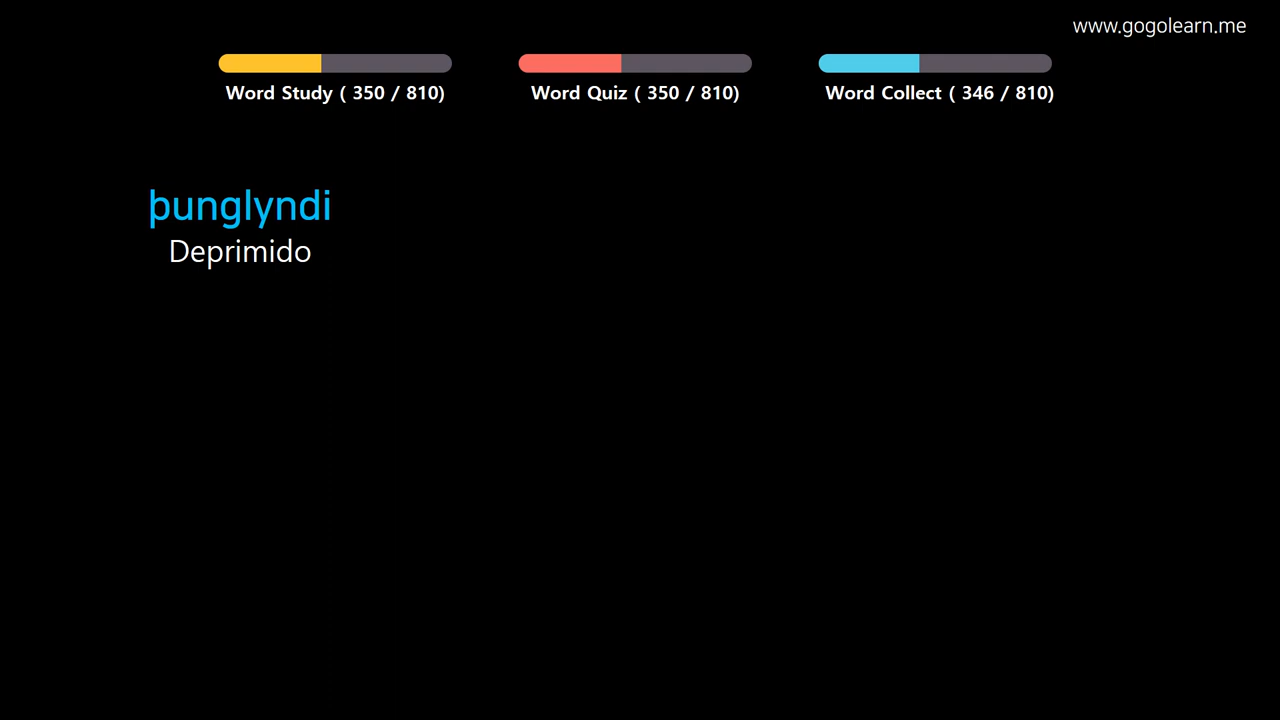 www.gogolearn.me
Word Study ( 350 / 810)
Word Quiz ( 350 / 810)
Word Collect ( 346 / 810)
þunglyndi
Deprimido